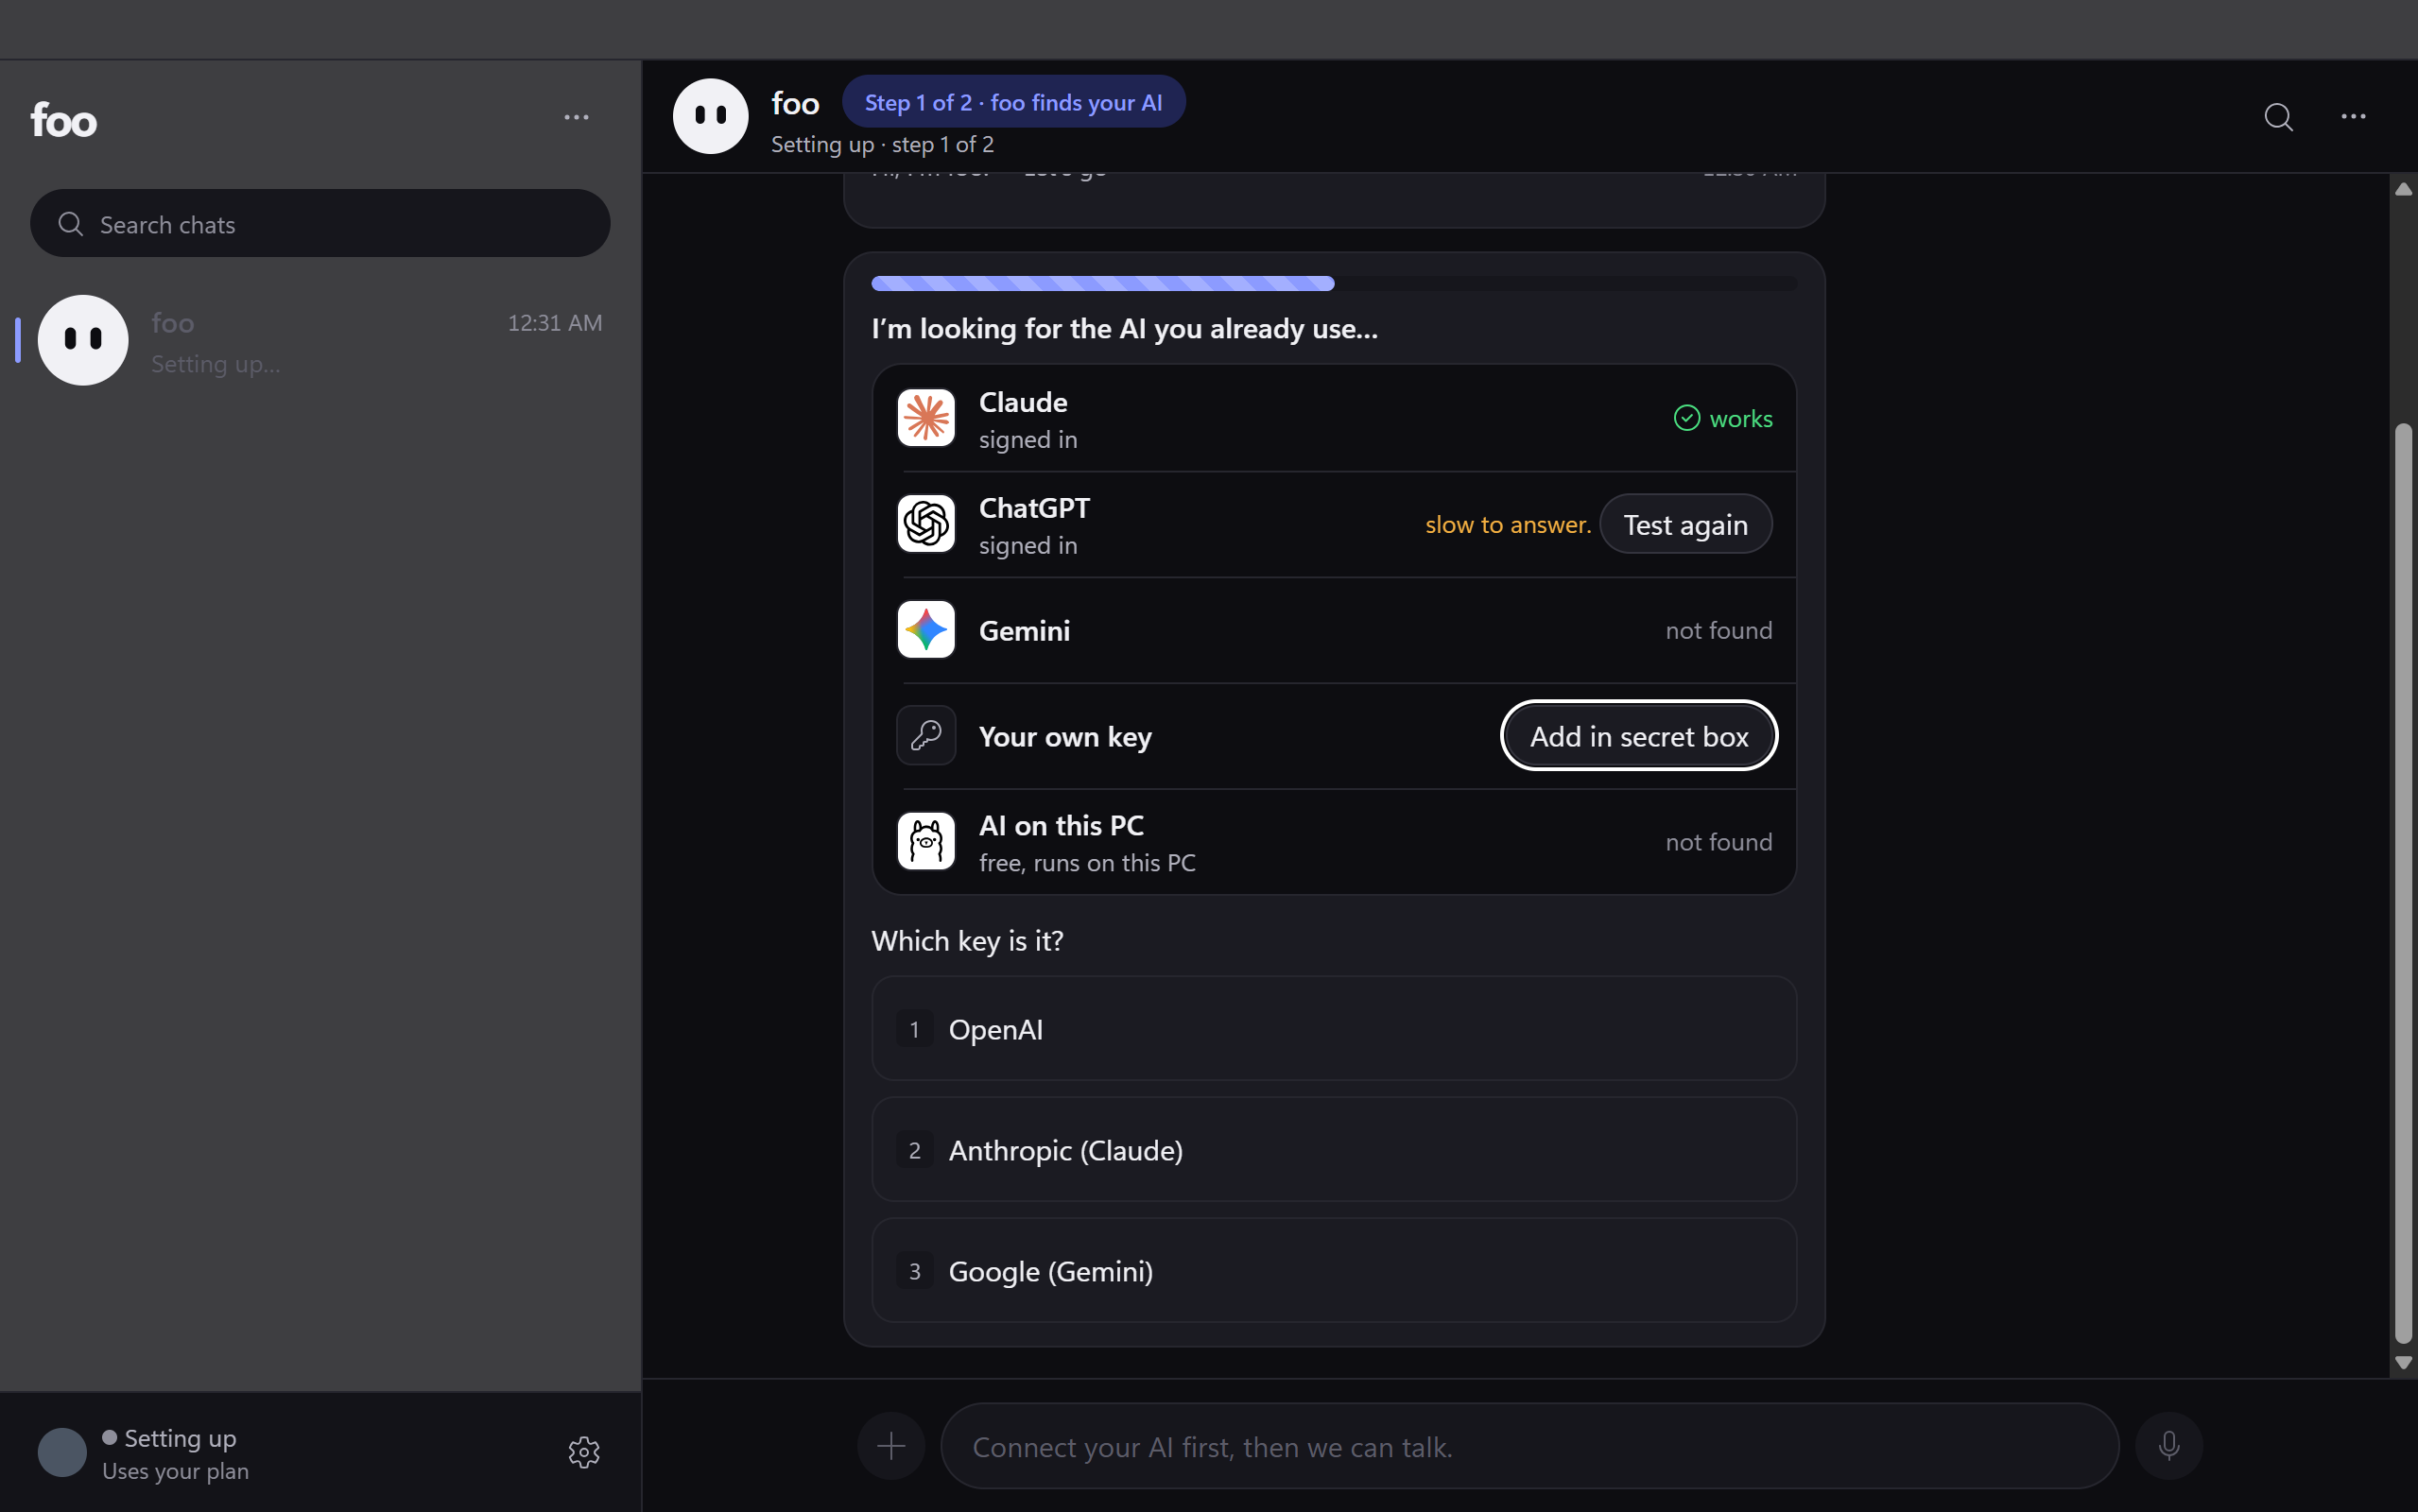 foo
Search chats
foo
12:31 AM
Setting up...
Setting up
Uses your plan
foo
Step 1 of 2 · foo finds your AI
Setting up · step 1 of 2
I’m looking for the AI you already use...
Claude
signed in
works
ChatGPT
signed in
slow to answer.
Test again
Gemini
not found
Your own key
Add in secret box
AI on this PC
free, runs on this PC
not found
Which key is it?
1 OpenAI
2 Anthropic (Claude)
3 Google (Gemini)
Connect your AI first, then we can talk.